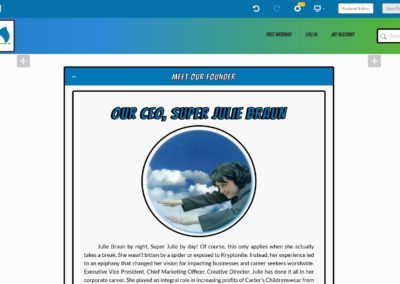 Backend Editor
FREE WEBINAR LOG IN MY ACCOUNT
MEET OUR FOUNDER
OUR CEO, SUPER JULIE BRAUN
Julie Braun by night, Super Julie by day! Of course, this only applies when she actually
takes a break. She wasn't bitten by a spider or exposed to Kryptonite. Instead, her experience led
to an epiphany that changed her vision for impacting businesses and career seekers worldwide.
Executive Vice President, Chief Marketing Officer, Creative Director, Julie has done it all in her
corporate career. She played an integral role in increasing profits of Carter's Childrenswear from